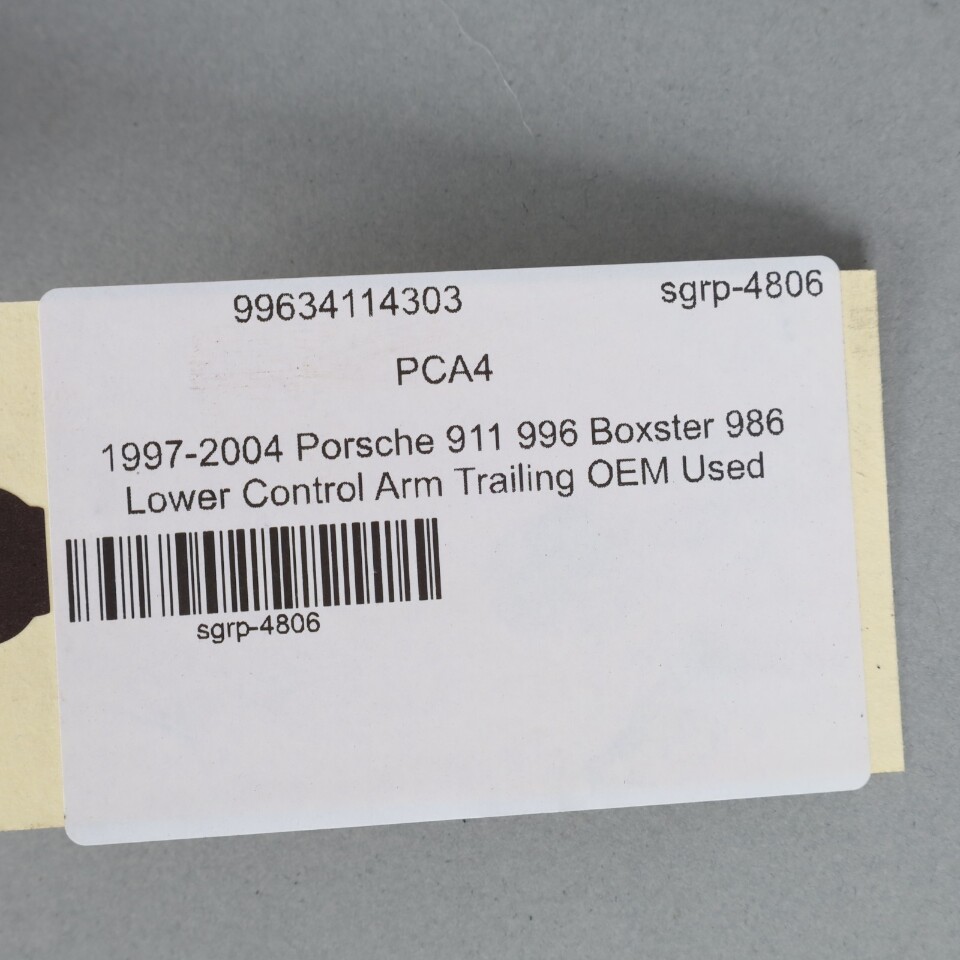 99634114303 sgrp-4806
PCA4
1997-2004 Porsche 911 996 Boxster 986
Lower Control Arm Trailing OEM Used
sgrp-4806